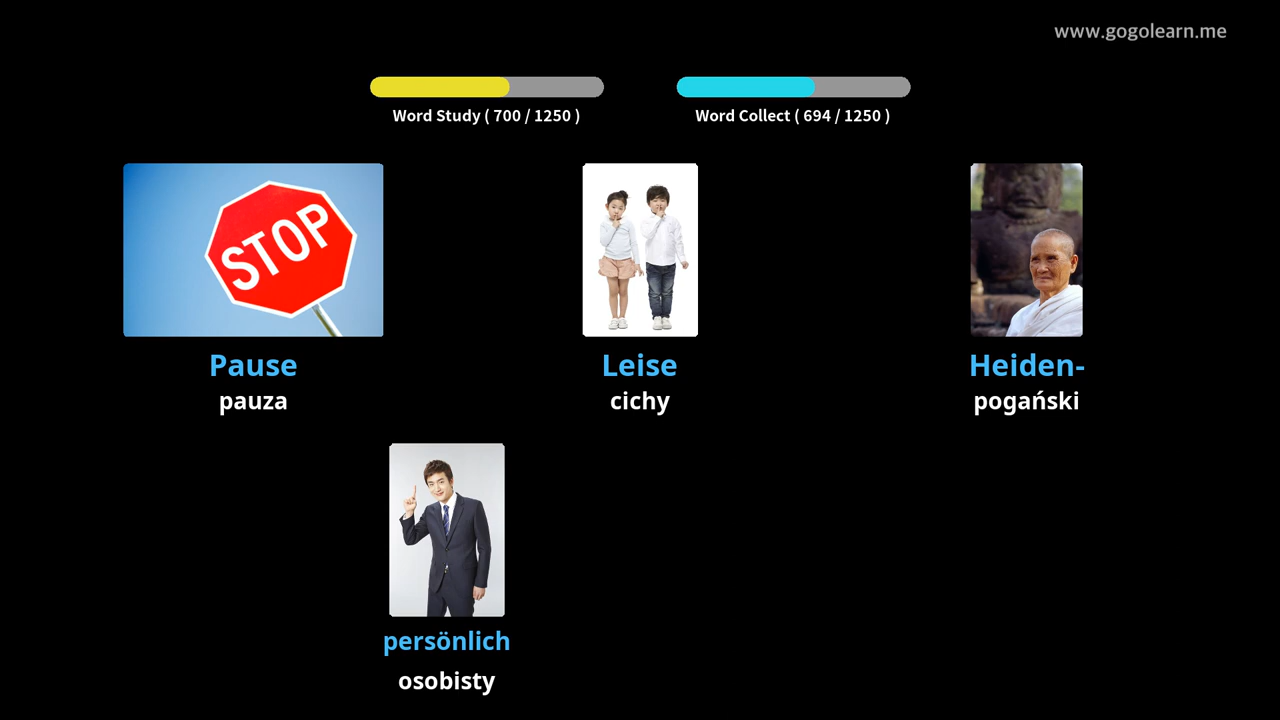 www.gogolearn.me
Word Study ( 700 / 1250 )
Word Collect ( 694 / 1250 )
STOP
Pause
pauza
Leise
cichy
Heiden-
pogański
persönlich
osobisty